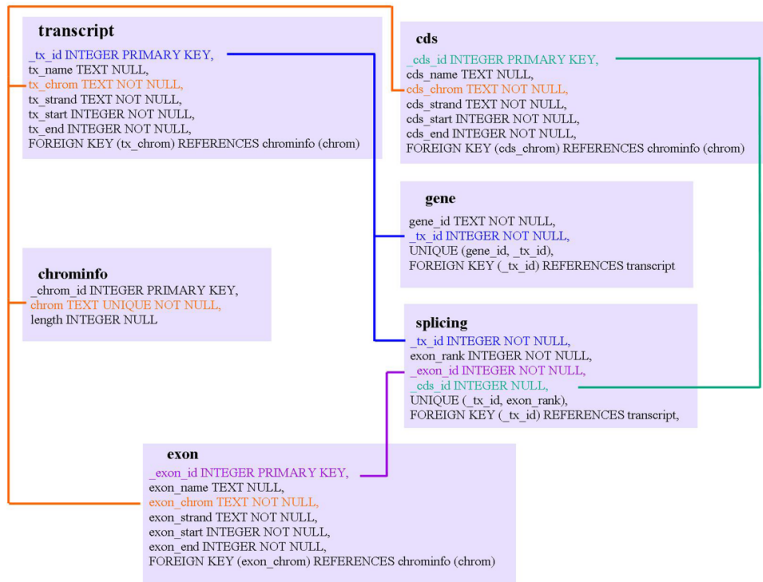 transcript
_tx_id INTEGER PRIMARY KEY,
tx_name TEXT NULL,
tx_chrom TEXT NOT NULL,
tx_strand TEXT NOT NULL,
tx_start INTEGER NOT NULL,
tx_end INTEGER NOT NULL,
FOREIGN KEY (tx_chrom) REFERENCES chrominfo (chrom)
cds
_cds_id INTEGER PRIMARY KEY,
cds_name TEXT NULL,
cds_chrom TEXT NOT NULL,
cds_strand TEXT NOT NULL,
cds_start INTEGER NOT NULL,
cds_end INTEGER NOT NULL,
FOREIGN KEY (cds_chrom) REFERENCES chrominfo (chrom)
gene
gene_id TEXT NOT NULL,
_tx_id INTEGER NOT NULL,
UNIQUE (gene_id, _tx_id),
FOREIGN KEY (_tx_id) REFERENCES transcript
chrominfo
_chrom_id INTEGER PRIMARY KEY,
chrom TEXT UNIQUE NOT NULL,
length INTEGER NULL
splicing
_tx_id INTEGER NOT NULL,
exon_rank INTEGER NOT NULL,
_exon_id INTEGER NOT NULL,
_cds_id INTEGER NULL,
UNIQUE (_tx_id, exon_rank),
FOREIGN KEY (_tx_id) REFERENCES transcript,
exon
_exon_id INTEGER PRIMARY KEY,
exon_name TEXT NULL,
exon_chrom TEXT NOT NULL,
exon_strand TEXT NOT NULL,
exon_start INTEGER NOT NULL,
exon_end INTEGER NOT NULL,
FOREIGN KEY (exon_chrom) REFERENCES chrominfo (chrom)